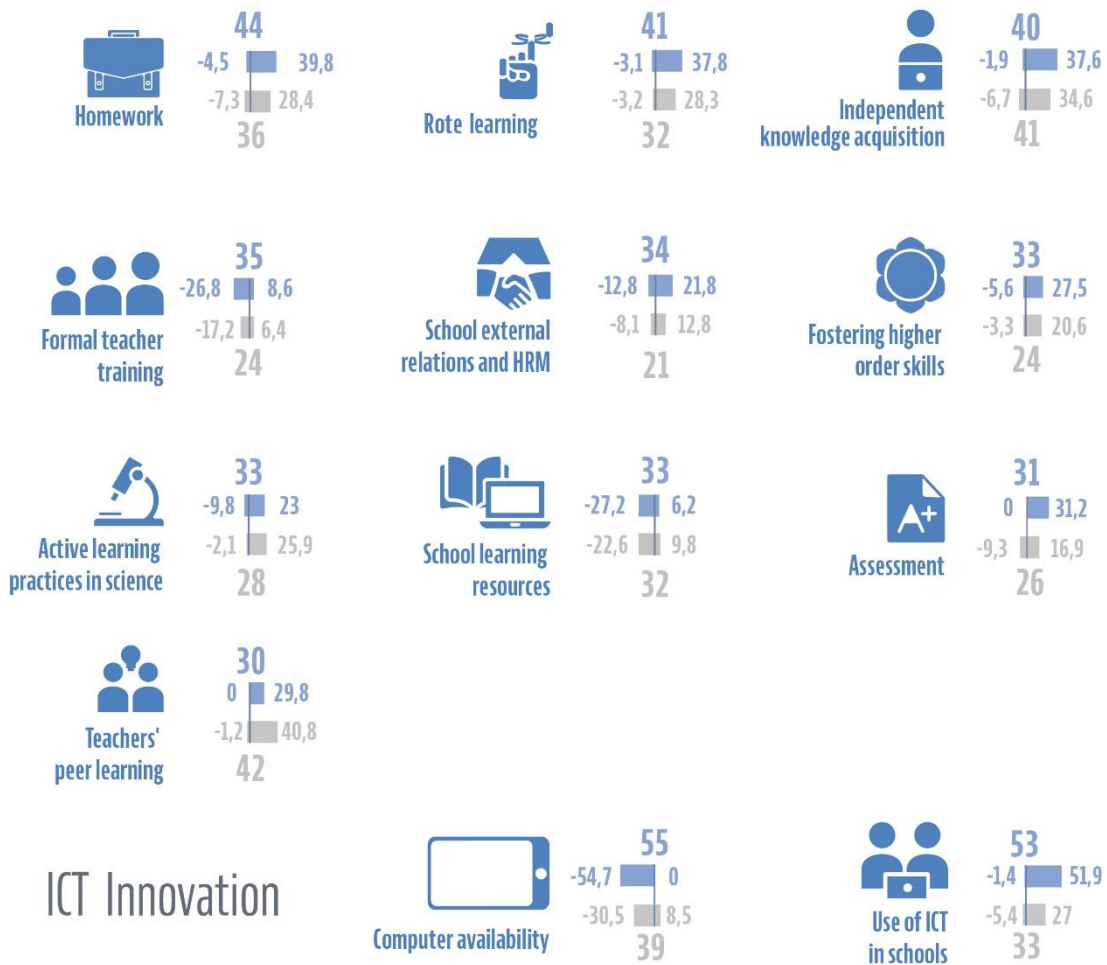 44
-4,5 39,8
-7,3 28,4
Homework
36
41
-3,1 37,8
-3,2 28,3
Rote learning
32
40
-1,9 37,6
-6,7 34,6
Independent
knowledge acquisition
41
35
-26,8 8,6
-17,2 6,4
Formal teacher
training
24
34
-12,8 21,8
-8,1 12,8
School external
relations and HRM
21
33
-5,6 27,5
-3,3 20,6
Fostering higher
order skills
24
33
-9,8 23
-2,1 25,9
Active learning
practices in science
28
33
-27,2 6,2
-22,6 9,8
School learning
resources
32
31
0 31,2
A+
-9,3 16,9
Assessment
26
30
0 29,8
-1,2 40,8
Teachers'
peer learning
42
ICT Innovation
55
-54,7 0
-30,5 8,5
Computer availability
39
53
-1,4 51,9
-5,4 27
Use of ICT
in schools
33